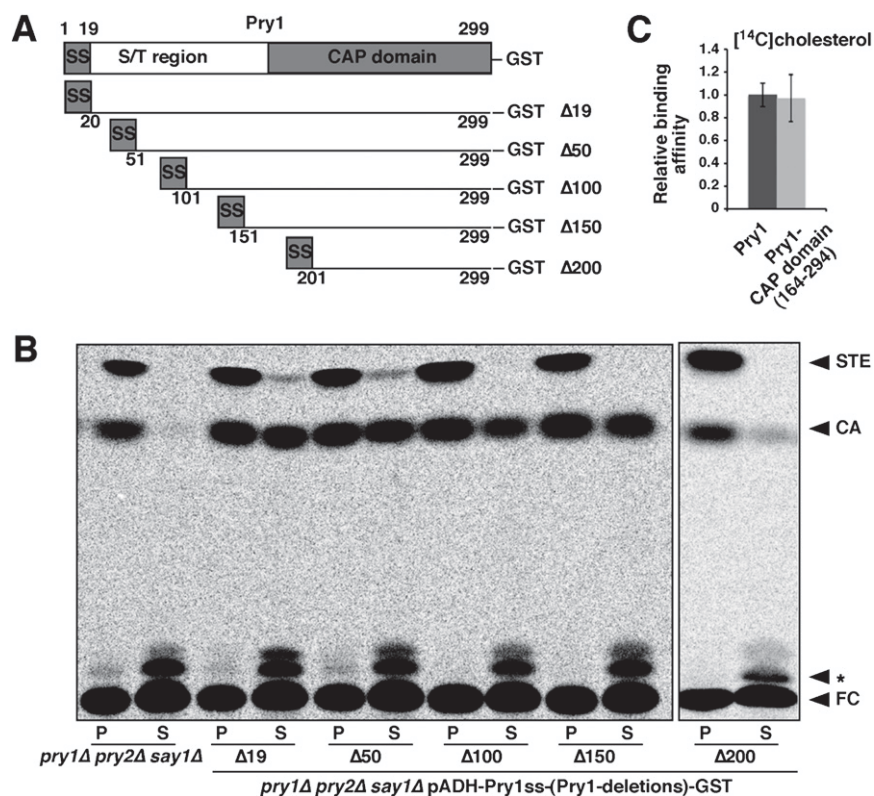 A
1 19 Pry1 299
SS S/T region CAP domain GST
SS
20 299 GST Δ19
SS
51 299 GST Δ50
SS
101 299 GST Δ100
SS
151 299 GST Δ150
SS
201 299 GST Δ200
C
[¹⁴C]cholesterol
Relative binding
affinity
1.4
1.2
1.0
0.8
0.6
0.4
0.2
0
Pry1
Pry1-
CAP domain
(164-294)
B
STE
CA
*
FC
P S P S P S P S P S P S
pry1Δ pry2Δ say1Δ Δ19 Δ50 Δ100 Δ150 Δ200
pry1Δ pry2Δ say1Δ pADH-Pry1ss-(Pry1-deletions)-GST